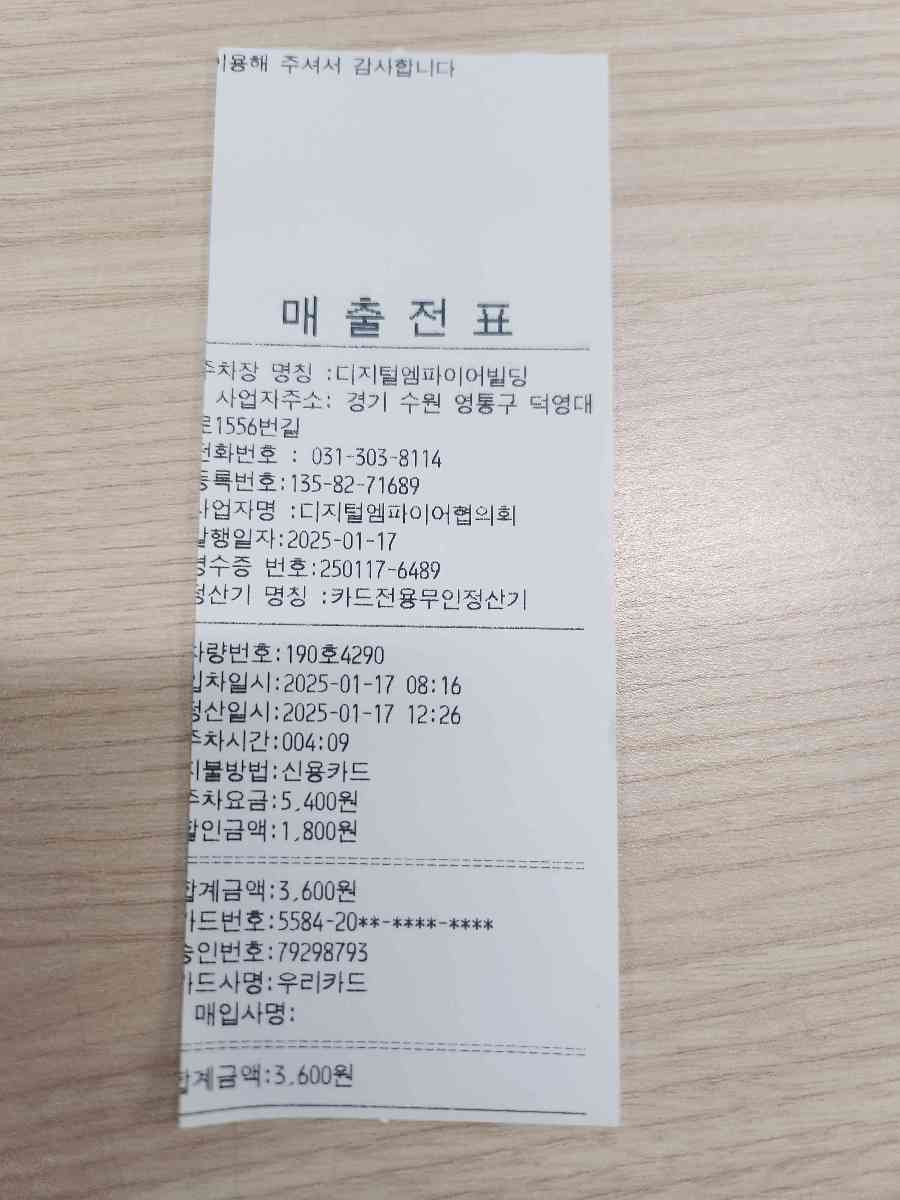 이용해 주셔서 감사합니다
매 출 전 표
주차장 명칭 :디지털엠파이어빌딩
사업자주소: 경기 수원 영통구 덕영대
로1556번길
전화번호 : 031-303-8114
등록번호:135-82-71689
사업자명 :디지털엠파이어협의회
발행일자:2025-01-17
영수증 번호:250117-6489
정산기 명칭 :카드전용무인정산기
차량번호:190호4290
입차일시:2025-01-17 08:16
정산일시:2025-01-17 12:26
주차시간:004:09
지불방법:신용카드
주차요금:5,400원
할인금액:1,800원
합계금액:3,600원
카드번호:5584-20**-****-****
승인번호:79298793
카드사명:우리카드
매입사명:
합계금액:3,600원